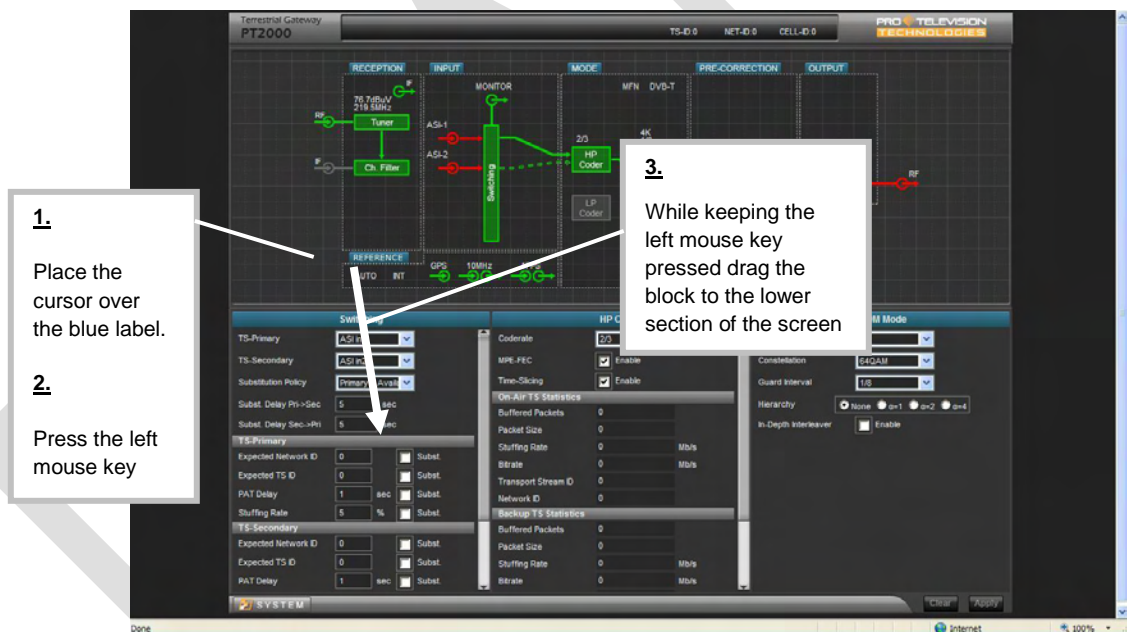 Terrestrial Gateway
PT2000
TS-ID:0 NET-ID:0 CELL-ID:0
PRO TELEVISION
TECHNOLOGIES
RECEPTION INPUT MODE PRE-CORRECTION OUTPUT
IF MONITOR MFN DVB-T
76.7dBuV
219.5MHz
RF Tuner ASI-1 2/3 4K
IF Ch. Filter ASI-2 HP
Coder RF
Switching
LP
Coder
REFERENCE
INT GPS 10MHz
1.
Place the
cursor over
the blue label.
2.
Press the left
mouse key
3.
While keeping the
left mouse key
pressed drag the
block to the lower
section of the screen
TS-Primary ASI in
TS-Secondary ASI in2
Substitution Policy Primary
Subst. Delay Pri->Sec 5 sec
Subst. Delay Sec->Pri 5
TS-Primary
Expected Network ID 0 Subst.
Expected TS ID 0 Subst.
PAT Delay 1 sec Subst.
Stuffing Rate 5 % Subst.
TS-Secondary
Expected Network ID 0 Subst.
Expected TS ID 0 Subst.
PAT Delay 1 sec Subst.
HP
Coderate 2/3
MPE-FEC Enable
Time-Slicing Enable
On-Air TS Statistics
Buffered Packets 0
Packet Size 0
Stuffing Rate 0 Mb/s
Bitrate 0 Mb/s
Transport Stream ID 0
Network ID 0
Backup TS Statistics
Buffered Packets 0
Packet Size 0
Stuffing Rate 0 Mb/s
Bitrate 0 Mb/s
Mode
Constellation 64QAM
Guard Interval 1/8
Hierarchy None α=1 α=2 α=4
In-Depth Interleaver Enable
SYSTEM Clear Apply
Done Internet 100%